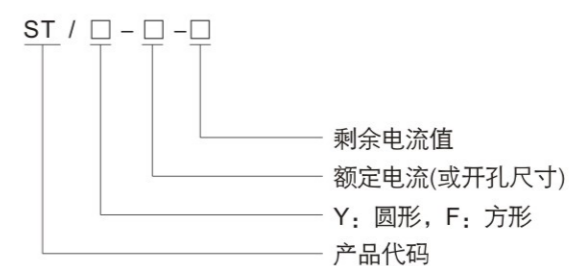 ST / □ - □ -□
剩余电流值
额定电流(或开孔尺寸)
Y：圆形，F：方形
产品代码